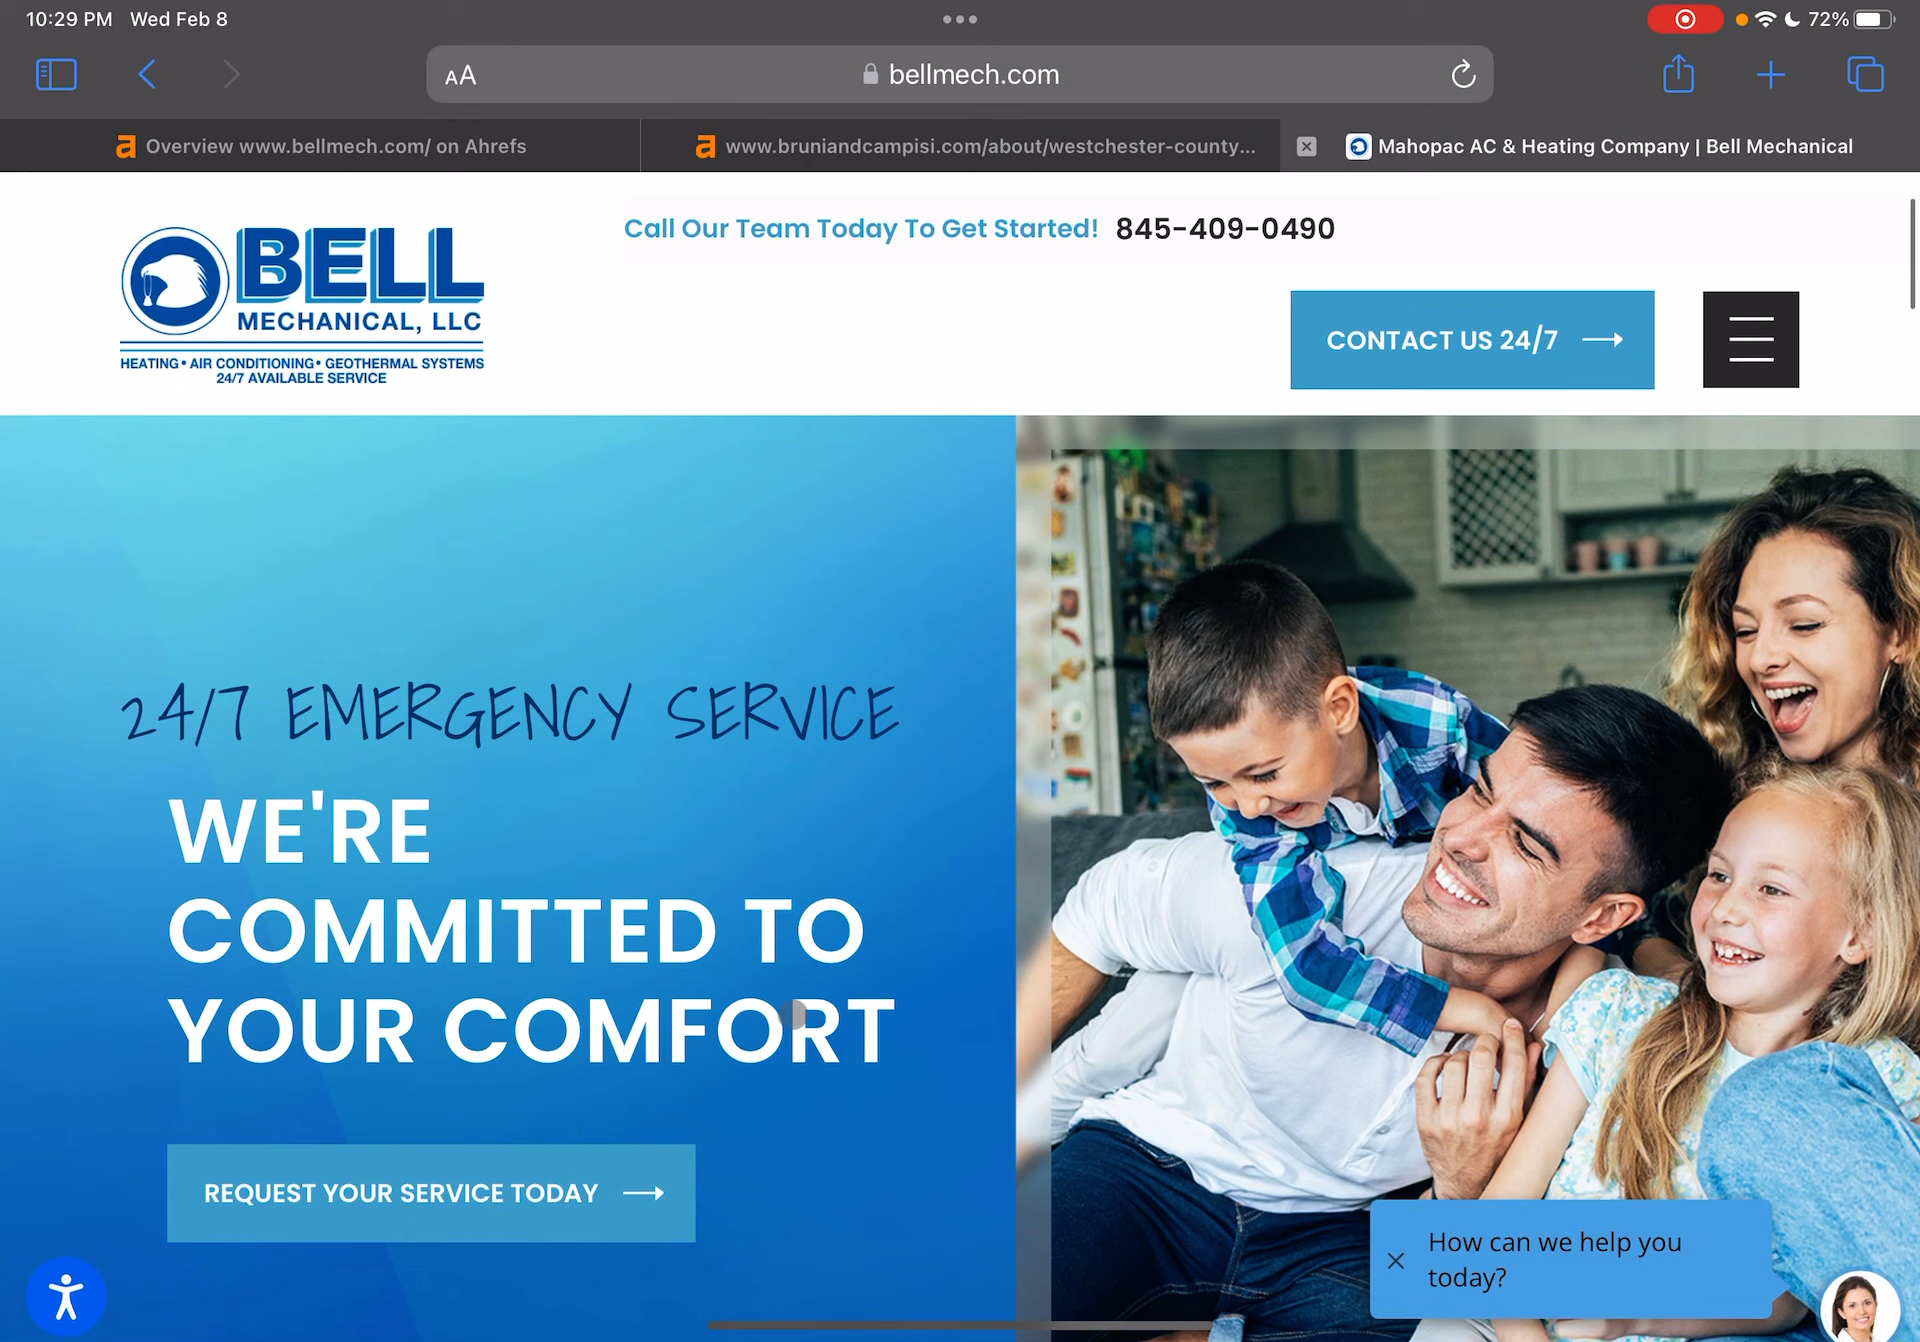 10:29 PM Wed Feb 8
72%
AA
bellmech.com
Overview www.bellmech.com/ on Ahrefs
www.bruniandcampisi.com/about/westchester-county...
Mahopac AC & Heating Company | Bell Mechanical
Call Our Team Today To Get Started! 845-409-0490
BELL
MECHANICAL, LLC
HEATING • AIR CONDITIONING • GEOTHERMAL SYSTEMS
24/7 AVAILABLE SERVICE
CONTACT US 24/7
24/7 EMERGENCY SERVICE
WE'RE
COMMITTED TO
YOUR COMFORT
REQUEST YOUR SERVICE TODAY
How can we help you
today?